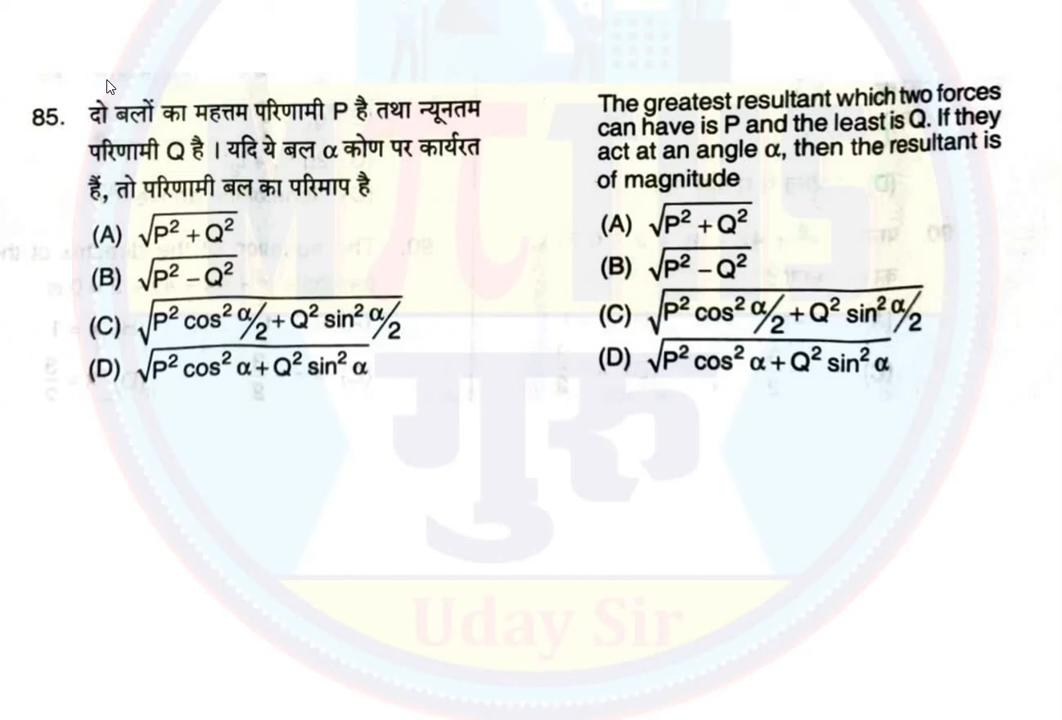 85. दो बलों का महत्तम परिणामी P है तथा न्यूनतम
परिणामी Q है । यदि ये बल α कोण पर कार्यरत
हैं, तो परिणामी बल का परिमाप है
(A) √P² + Q²
(B) √P² – Q²
(C) √P² cos² α/2 + Q² sin² α/2
(D) √P² cos² α + Q² sin² α
The greatest resultant which two forces
can have is P and the least is Q. If they
act at an angle α, then the resultant is
of magnitude
(A) √P² + Q²
(B) √P² – Q²
(C) √P² cos² α/2 + Q² sin² α/2
(D) √P² cos² α + Q² sin² α
गुरु
Uday Sir